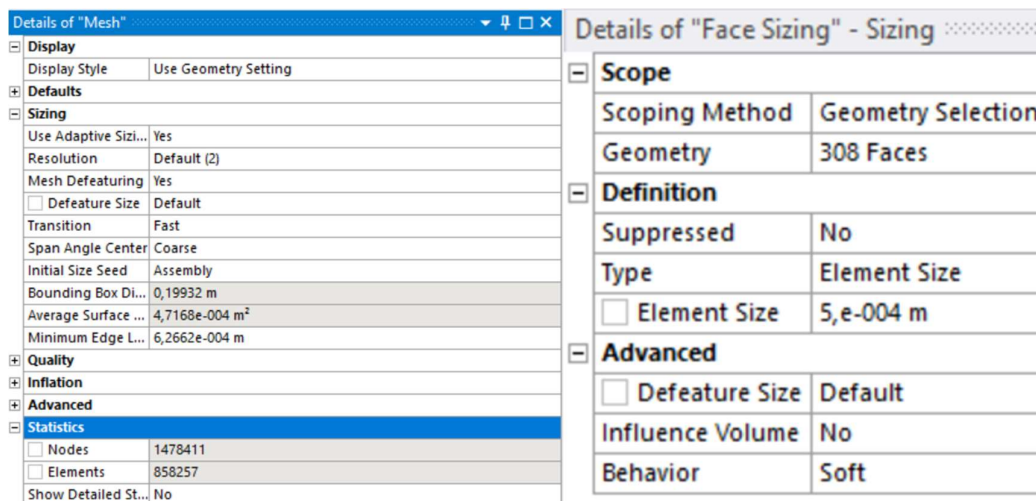 Details of "Mesh"
Display
Display Style Use Geometry Setting
Defaults
Sizing
Use Adaptive Sizi... Yes
Resolution Default (2)
Mesh Defeaturing Yes
Defeature Size Default
Transition Fast
Span Angle Center Coarse
Initial Size Seed Assembly
Bounding Box Di... 0,19932 m
Average Surface ... 4,7168e-004 m²
Minimum Edge L... 6,2662e-004 m
Quality
Inflation
Advanced
Statistics
Nodes 1478411
Elements 858257
Show Detailed St... No
Details of "Face Sizing" - Sizing
Scope
Scoping Method Geometry Selection
Geometry 308 Faces
Definition
Suppressed No
Type Element Size
Element Size 5,e-004 m
Advanced
Defeature Size Default
Influence Volume No
Behavior Soft